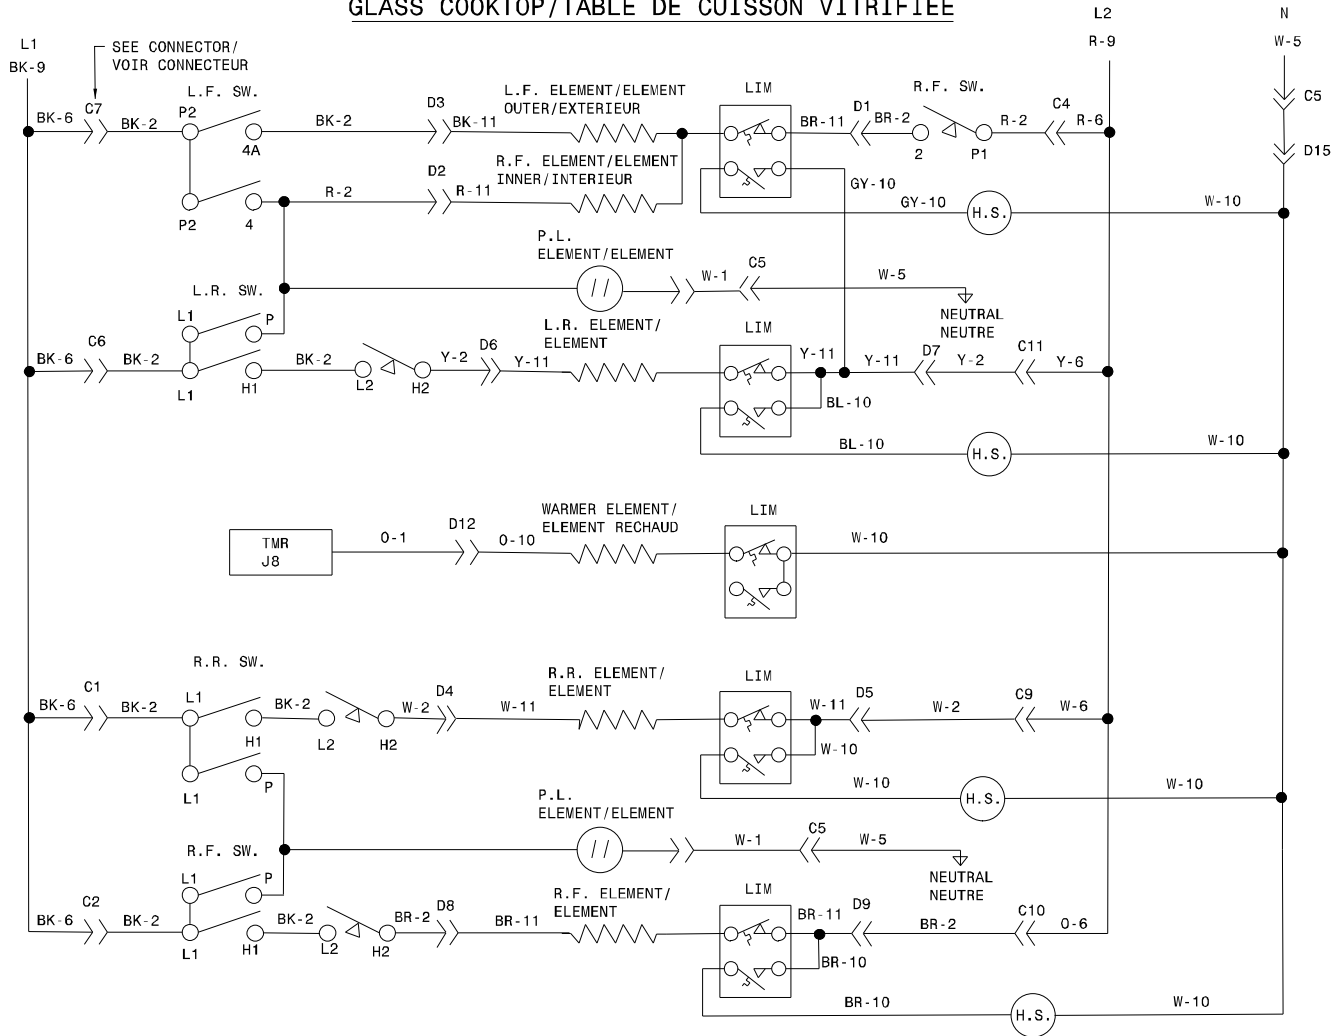 GLASS COOKTOP/TABLE DE CUISSON VITRIFIEE
L1
BK-9
SEE CONNECTOR/
VOIR CONNECTEUR
L2
R-9
N
W-5
C5
D15
BK-6
C7
BK-2
L.F. SW.
P2
4A
BK-2
D3
BK-11
L.F. ELEMENT/ELEMENT
OUTER/EXTERIEUR
LIM
BR-11
D1
BR-2
R.F. SW.
2
P1
R-2
C4
R-6
P2
4
R-2
D2
R-11
R.F. ELEMENT/ELEMENT
INNER/INTERIEUR
GY-10
GY-10
H.S.
W-10
P.L.
ELEMENT/ELEMENT
W-1
C5
W-5
NEUTRAL
NEUTRE
L.R. SW.
L1
P
BK-6
C6
BK-2
L1
H1
BK-2
L2
H2
Y-2
D6
Y-11
L.R. ELEMENT/
ELEMENT
LIM
Y-11
Y-11
D7
Y-2
C11
Y-6
BL-10
BL-10
H.S.
W-10
TMR
J8
O-1
D12
O-10
WARMER ELEMENT/
ELEMENT RECHAUD
LIM
W-10
R.R. SW.
BK-6
C1
BK-2
L1
H1
BK-2
L2
H2
W-2
D4
W-11
R.R. ELEMENT/
ELEMENT
LIM
W-11
D5
W-2
C9
W-6
W-10
L1
P
W-10
H.S.
W-10
P.L.
ELEMENT/ELEMENT
W-1
C5
W-5
NEUTRAL
NEUTRE
R.F. SW.
L1
P
BK-6
C2
BK-2
L1
H1
BK-2
L2
H2
BR-2
D8
BR-11
R.F. ELEMENT/
ELEMENT
LIM
BR-11
D9
BR-2
C10
O-6
BR-10
BR-10
H.S.
W-10